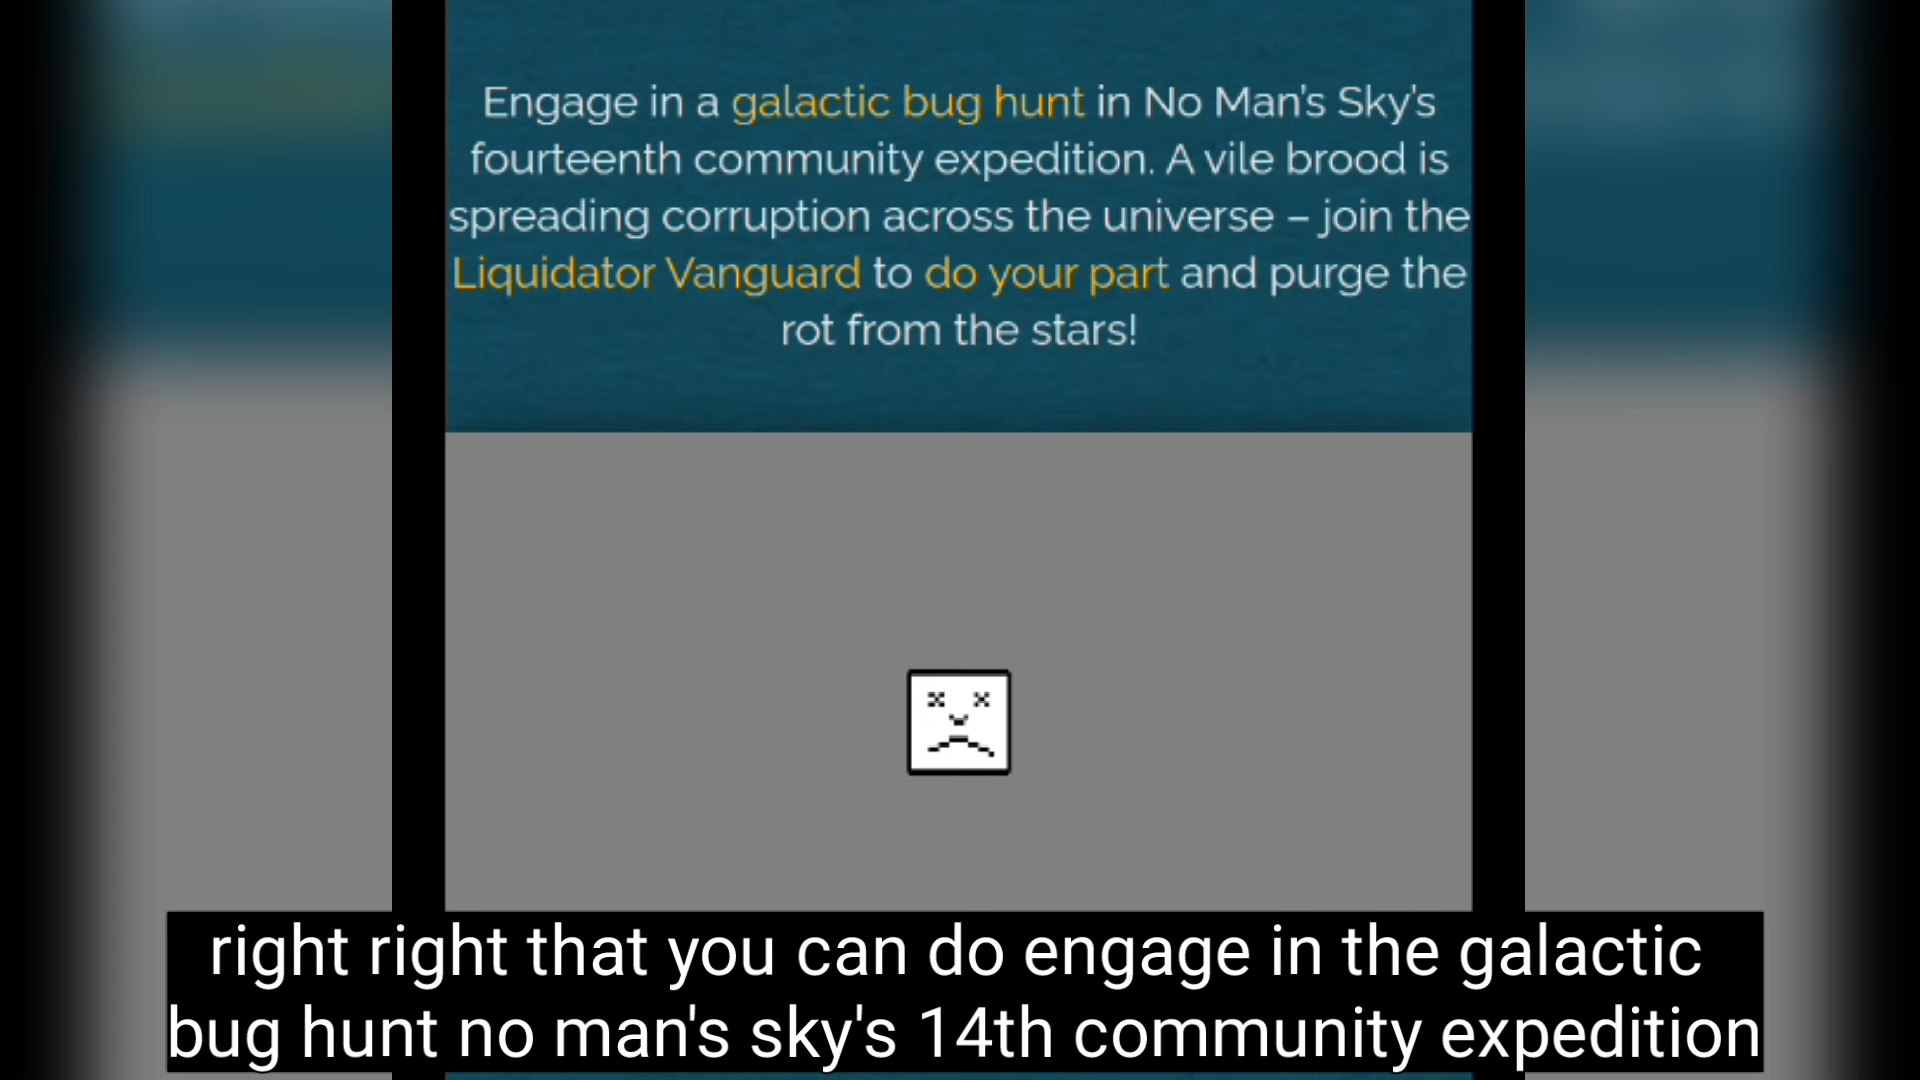 Engage in a galactic bug hunt in No Man's Sky's
fourteenth community expedition. A vile brood is
spreading corruption across the universe – join the
Liquidator Vanguard to do your part and purge the
rot from the stars!
right right that you can do engage in the galactic
bug hunt no man's sky's 14th community expedition